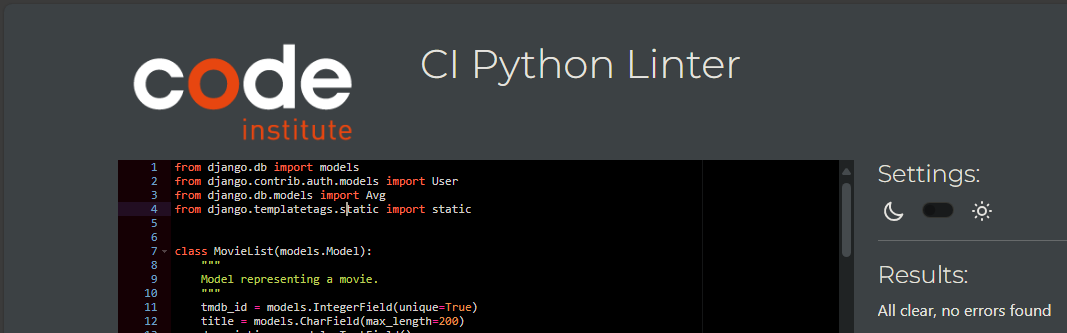 code
institute
CI Python Linter
1 from django.db import models
2 from django.contrib.auth.models import User
3 from django.db.models import Avg
4 from django.templatetags.static import static
5
6
7 class MovieList(models.Model):
8     """
9     Model representing a movie.
10     """
11     tmdb_id = models.IntegerField(unique=True)
12     title = models.CharField(max_length=200)
Settings:
Results:
All clear, no errors found